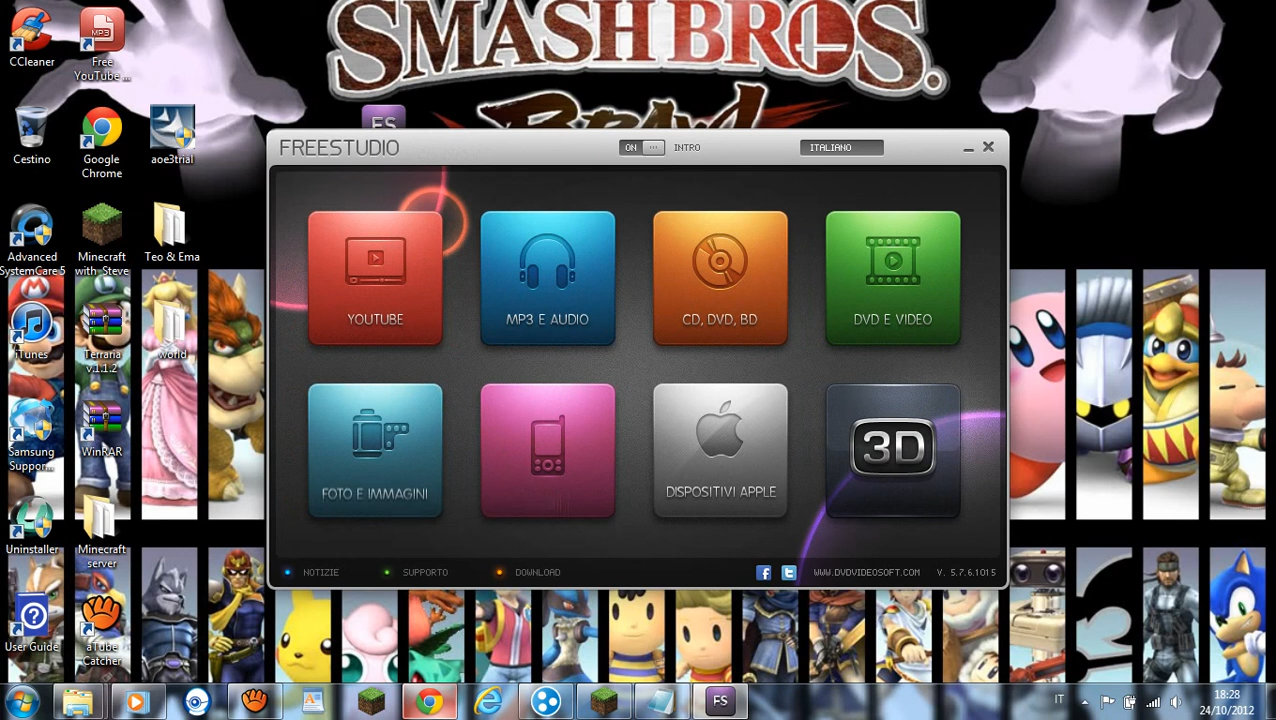 SMASH BROS.
BRAWL
CCleaner
MP3
Free
YouTube ...
Cestino
Google
Chrome
aoe3trial
Advanced
SystemCare 5
Minecraft
with Steve
Teo & Ema
iTunes
Terraria
v.1.1.2
world
Samsung
Suppor...
WinRAR
Uninstaller
Minecraft
server
User Guide
aTube
Catcher
FS
FREESTUDIO
ON
INTRO
ITALIANO
YOUTUBE
MP3 E AUDIO
CD, DVD, BD
DVD E VIDEO
FOTO E IMMAGINI
DISPOSITIVI APPLE
3D
NOTIZIE
SUPPORTO
DOWNLOAD
WWW.DVDVIDEOSOFT.COM
V. 5.7.6.1015
FS
IT
18:28
24/10/2012